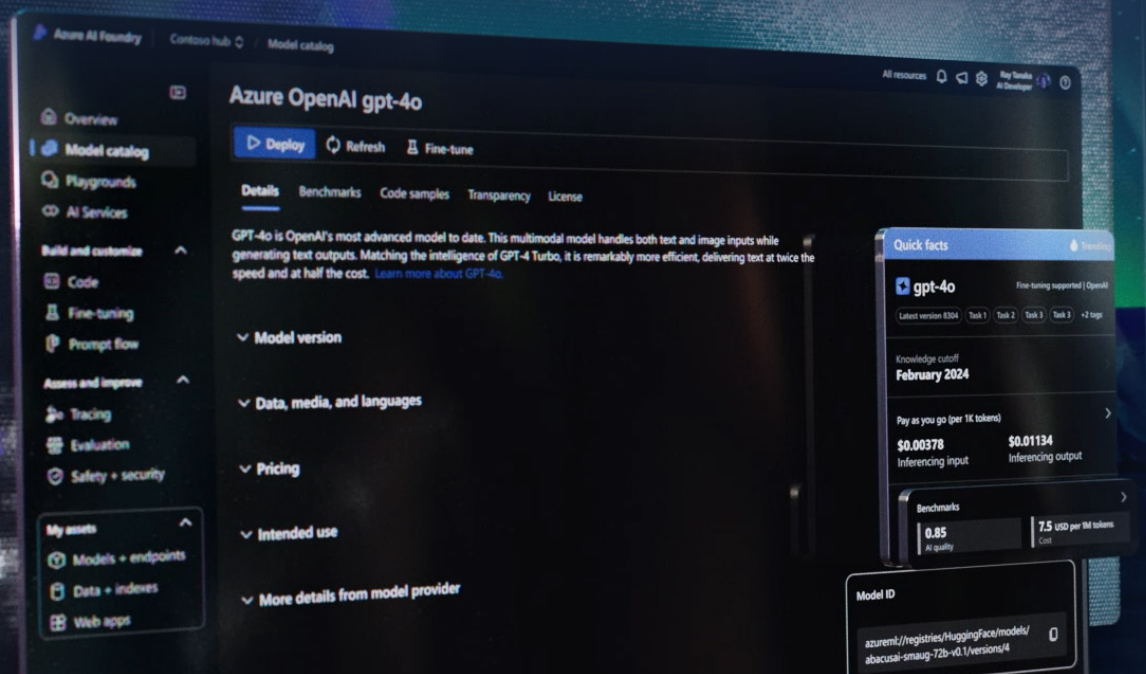 Azure AI Foundry
Contoso hub
/
Model catalog
All resources
Ray Tanaka
AI Developer
Overview
Model catalog
Playgrounds
AI Services
Build and customize
Code
Fine-tuning
Prompt flow
Assess and improve
Tracing
Evaluation
Safety + security
My assets
Models + endpoints
Data + indexes
Web apps
Azure OpenAI gpt-4o
Deploy
Refresh
Fine-tune
Details
Benchmarks
Code samples
Transparency
License
GPT-4o is OpenAI's most advanced model to date. This multimodal model handles both text and image inputs while
generating text outputs. Matching the intelligence of GPT-4 Turbo, it is remarkably more efficient, delivering text at twice the
speed and at half the cost. Learn more about GPT-4o.
Model version
Data, media, and languages
Pricing
Intended use
More details from model provider
Quick facts
Trending
gpt-4o
Fine-tuning supported | OpenAI
Latest version 8304
Task 1
Task 2
Task 3
Task 3
+2 tags
Knowledge cutoff
February 2024
Pay as you go (per 1K tokens)
$0.00378
Inferencing input
$0.01134
Inferencing output
Benchmarks
0.85
AI quality
7.5 USD per 1M tokens
Cost
Model ID
azureml://registries/HuggingFace/models/
abacusai-smaug-72b-v0.1/versions/4